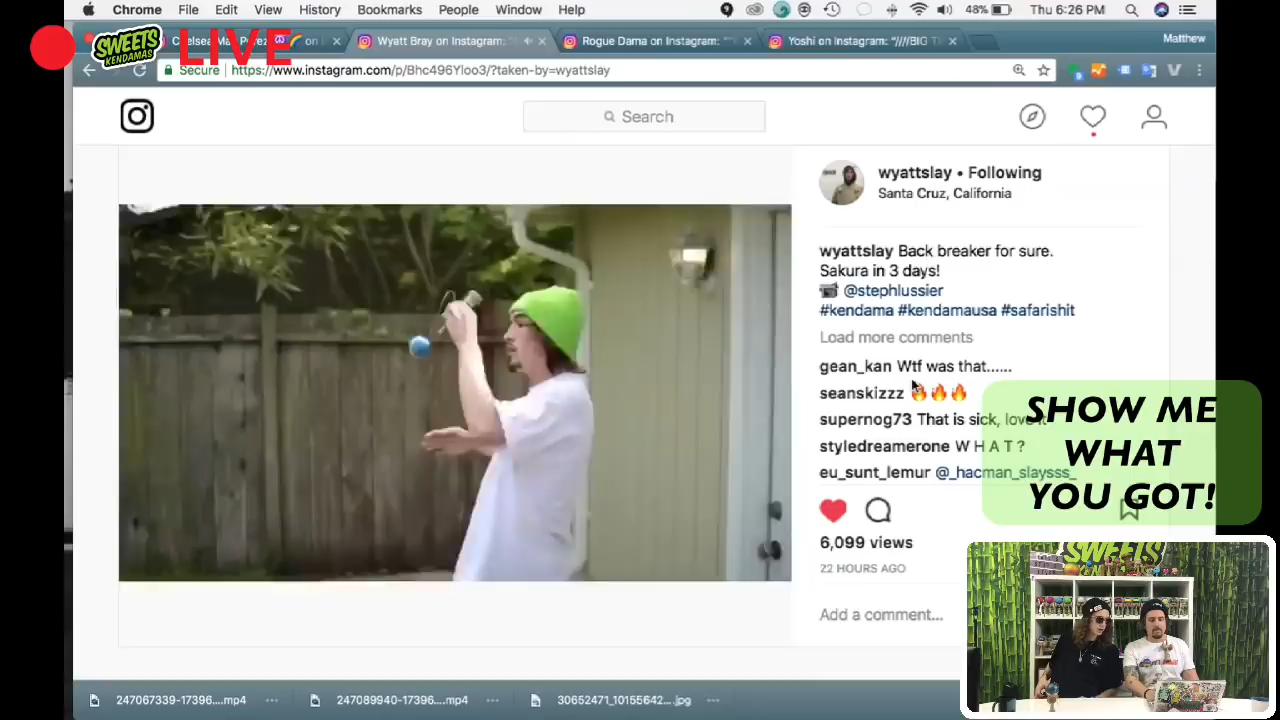 Chrome File Edit View History Bookmarks People Window Help 48% Thu 6:26 PM
SWEETS KENDAMAS LIVE
Wyatt Bray on Instagram: Rogue Dama on Instagram: Yoshi on Instagram: "////BIG T Matthew
Secure https://www.instagram.com/p/Bhc496Yloo3/?taken-by=wyattslay
Search
wyattslay • Following
Santa Cruz, California
wyattslay Back breaker for sure.
Sakura in 3 days!
@stephlussier
#kendama #kendamausa #safarishit
Load more comments
gean_kan Wtf was that......
seanskizzz 🔥🔥🔥
supernog73 That is sick, love it
styledreamerone W H A T ?
eu_sunt_lemur @_hacman_slaysss_
6,099 views
22 HOURS AGO
Add a comment...
SHOW ME
WHAT
YOU GOT!
SWEETS
KENDAMAS
247067339-17396....mp4 247089940-17396....mp4 30652471_10155642....jpg